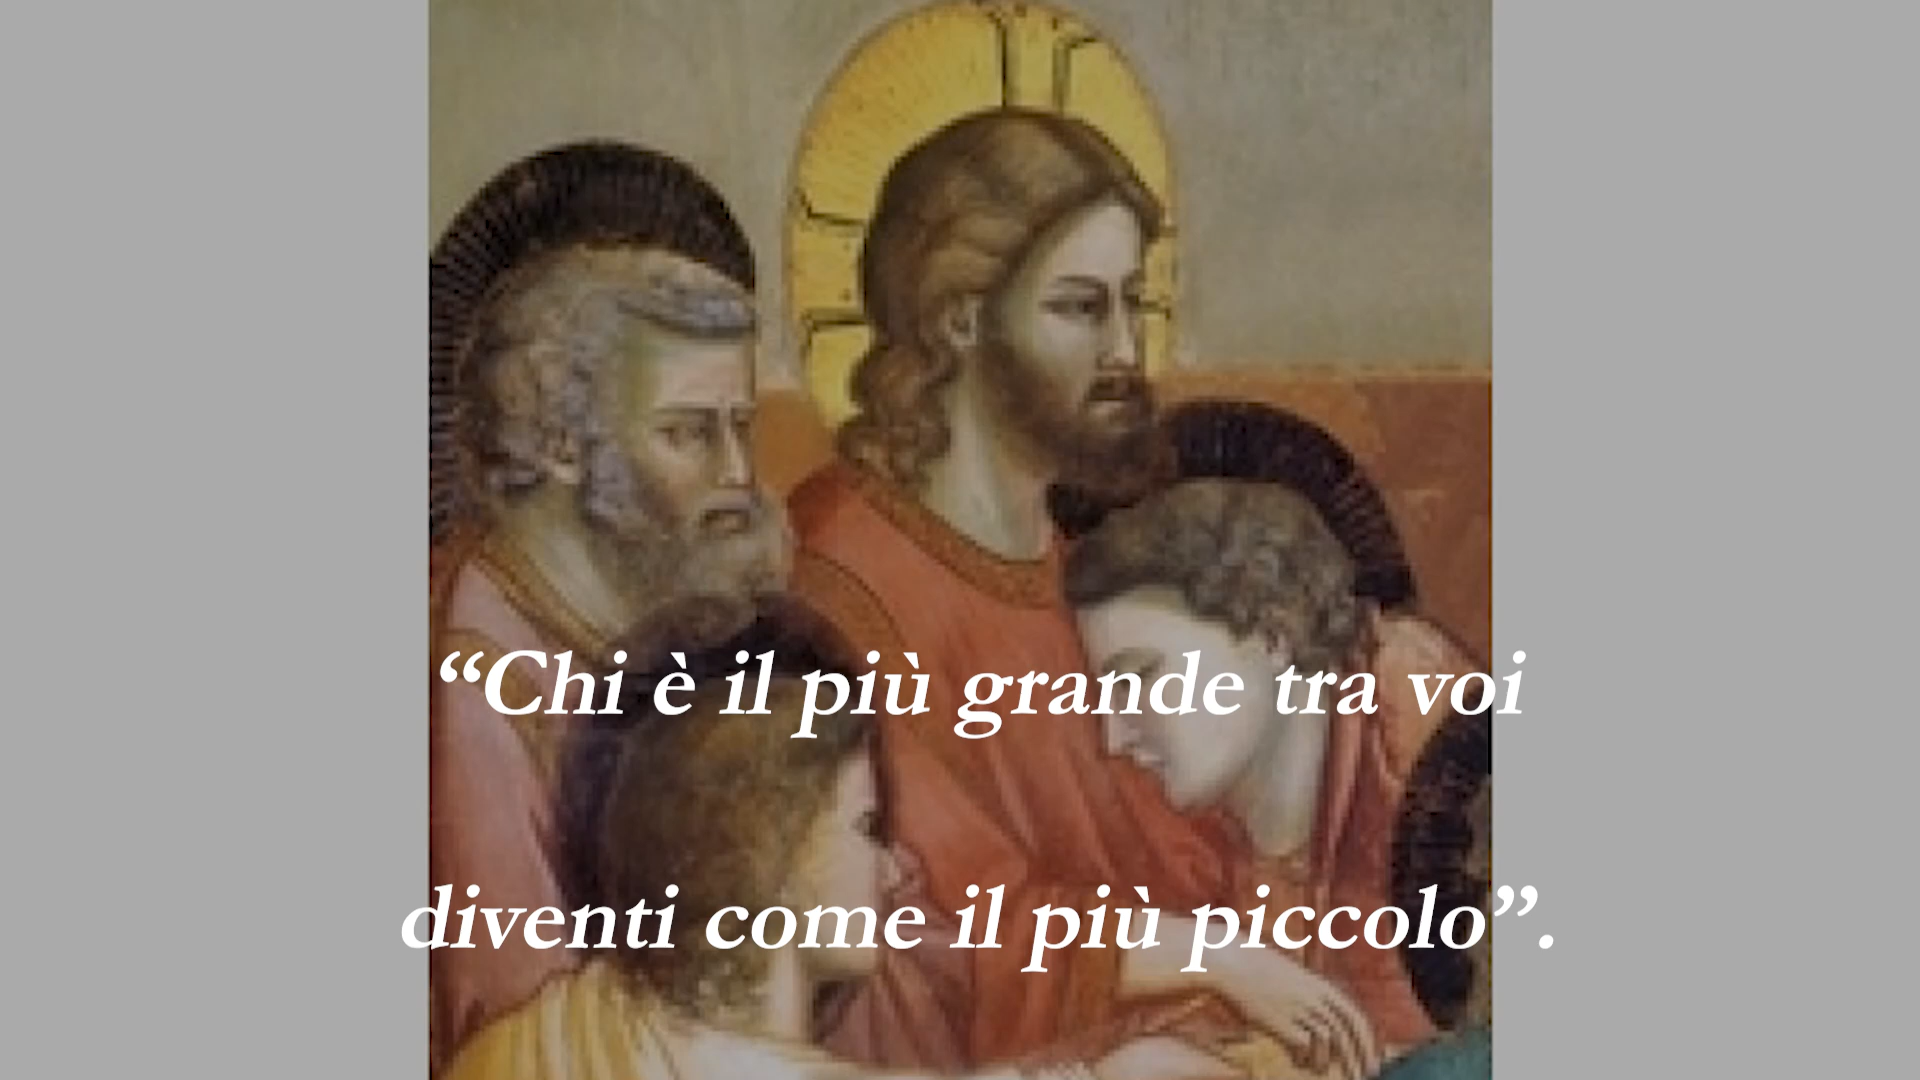 “Chi è il più grande tra voi
diventi come il più piccolo”.